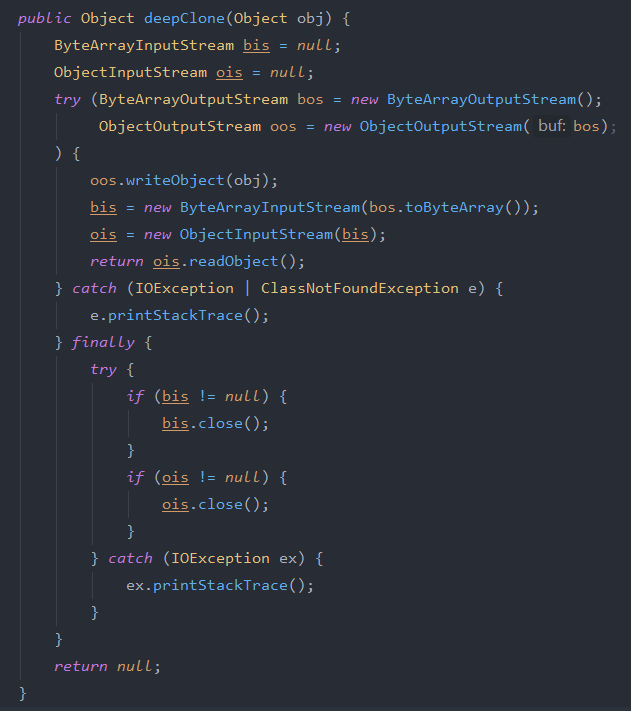 public Object deepClone(Object obj) {
    ByteArrayInputStream bis = null;
    ObjectInputStream ois = null;
    try (ByteArrayOutputStream bos = new ByteArrayOutputStream();
         ObjectOutputStream oos = new ObjectOutputStream( buf: bos);
    ) {
        oos.writeObject(obj);
        bis = new ByteArrayInputStream(bos.toByteArray());
        ois = new ObjectInputStream(bis);
        return ois.readObject();
    } catch (IOException | ClassNotFoundException e) {
        e.printStackTrace();
    } finally {
        try {
            if (bis != null) {
                bis.close();
            }
            if (ois != null) {
                ois.close();
            }
        } catch (IOException ex) {
            ex.printStackTrace();
        }
    }
    return null;
}